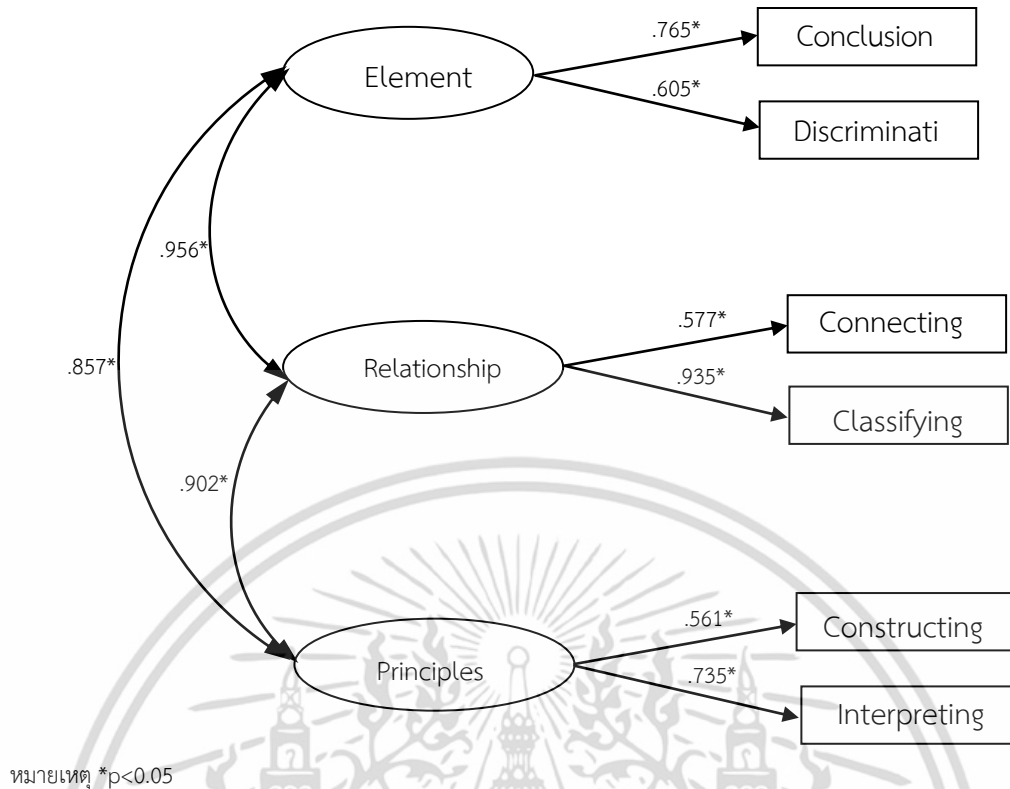 .765*
Conclusion
Element
.605*
Discriminati
.956*
.577*
Connecting
.857*
Relationship
.935*
Classifying
.902*
.561*
Constructing
Principles
.735*
Interpreting
หมายเหตุ *p<0.05